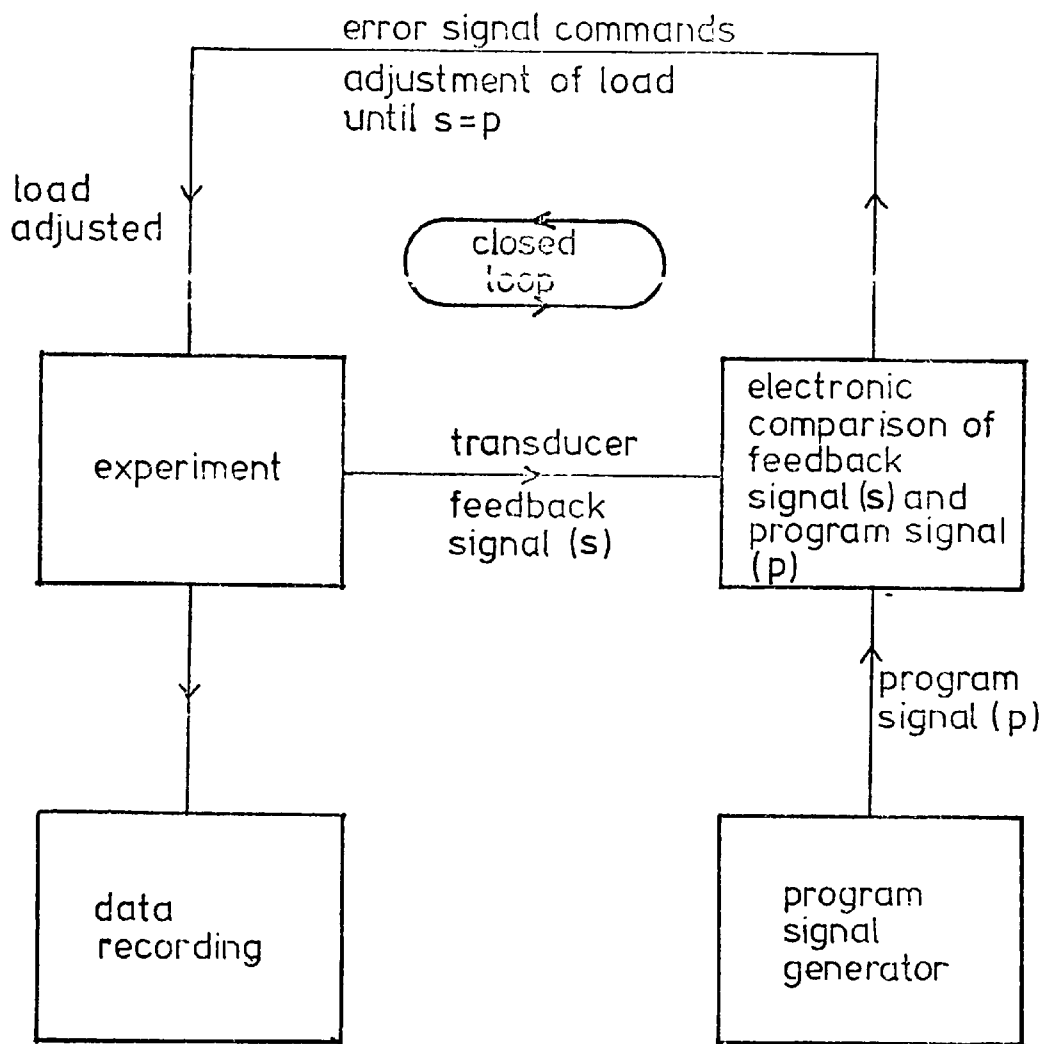 error signal commands
adjustment of load
until s=p
load
adjusted
closed
loop
experiment
transducer
feedback
signal (s)
electronic
comparison of
feedback
signal (s) and
program signal
(p)
program
signal (p)
data
recording
program
signal
generator